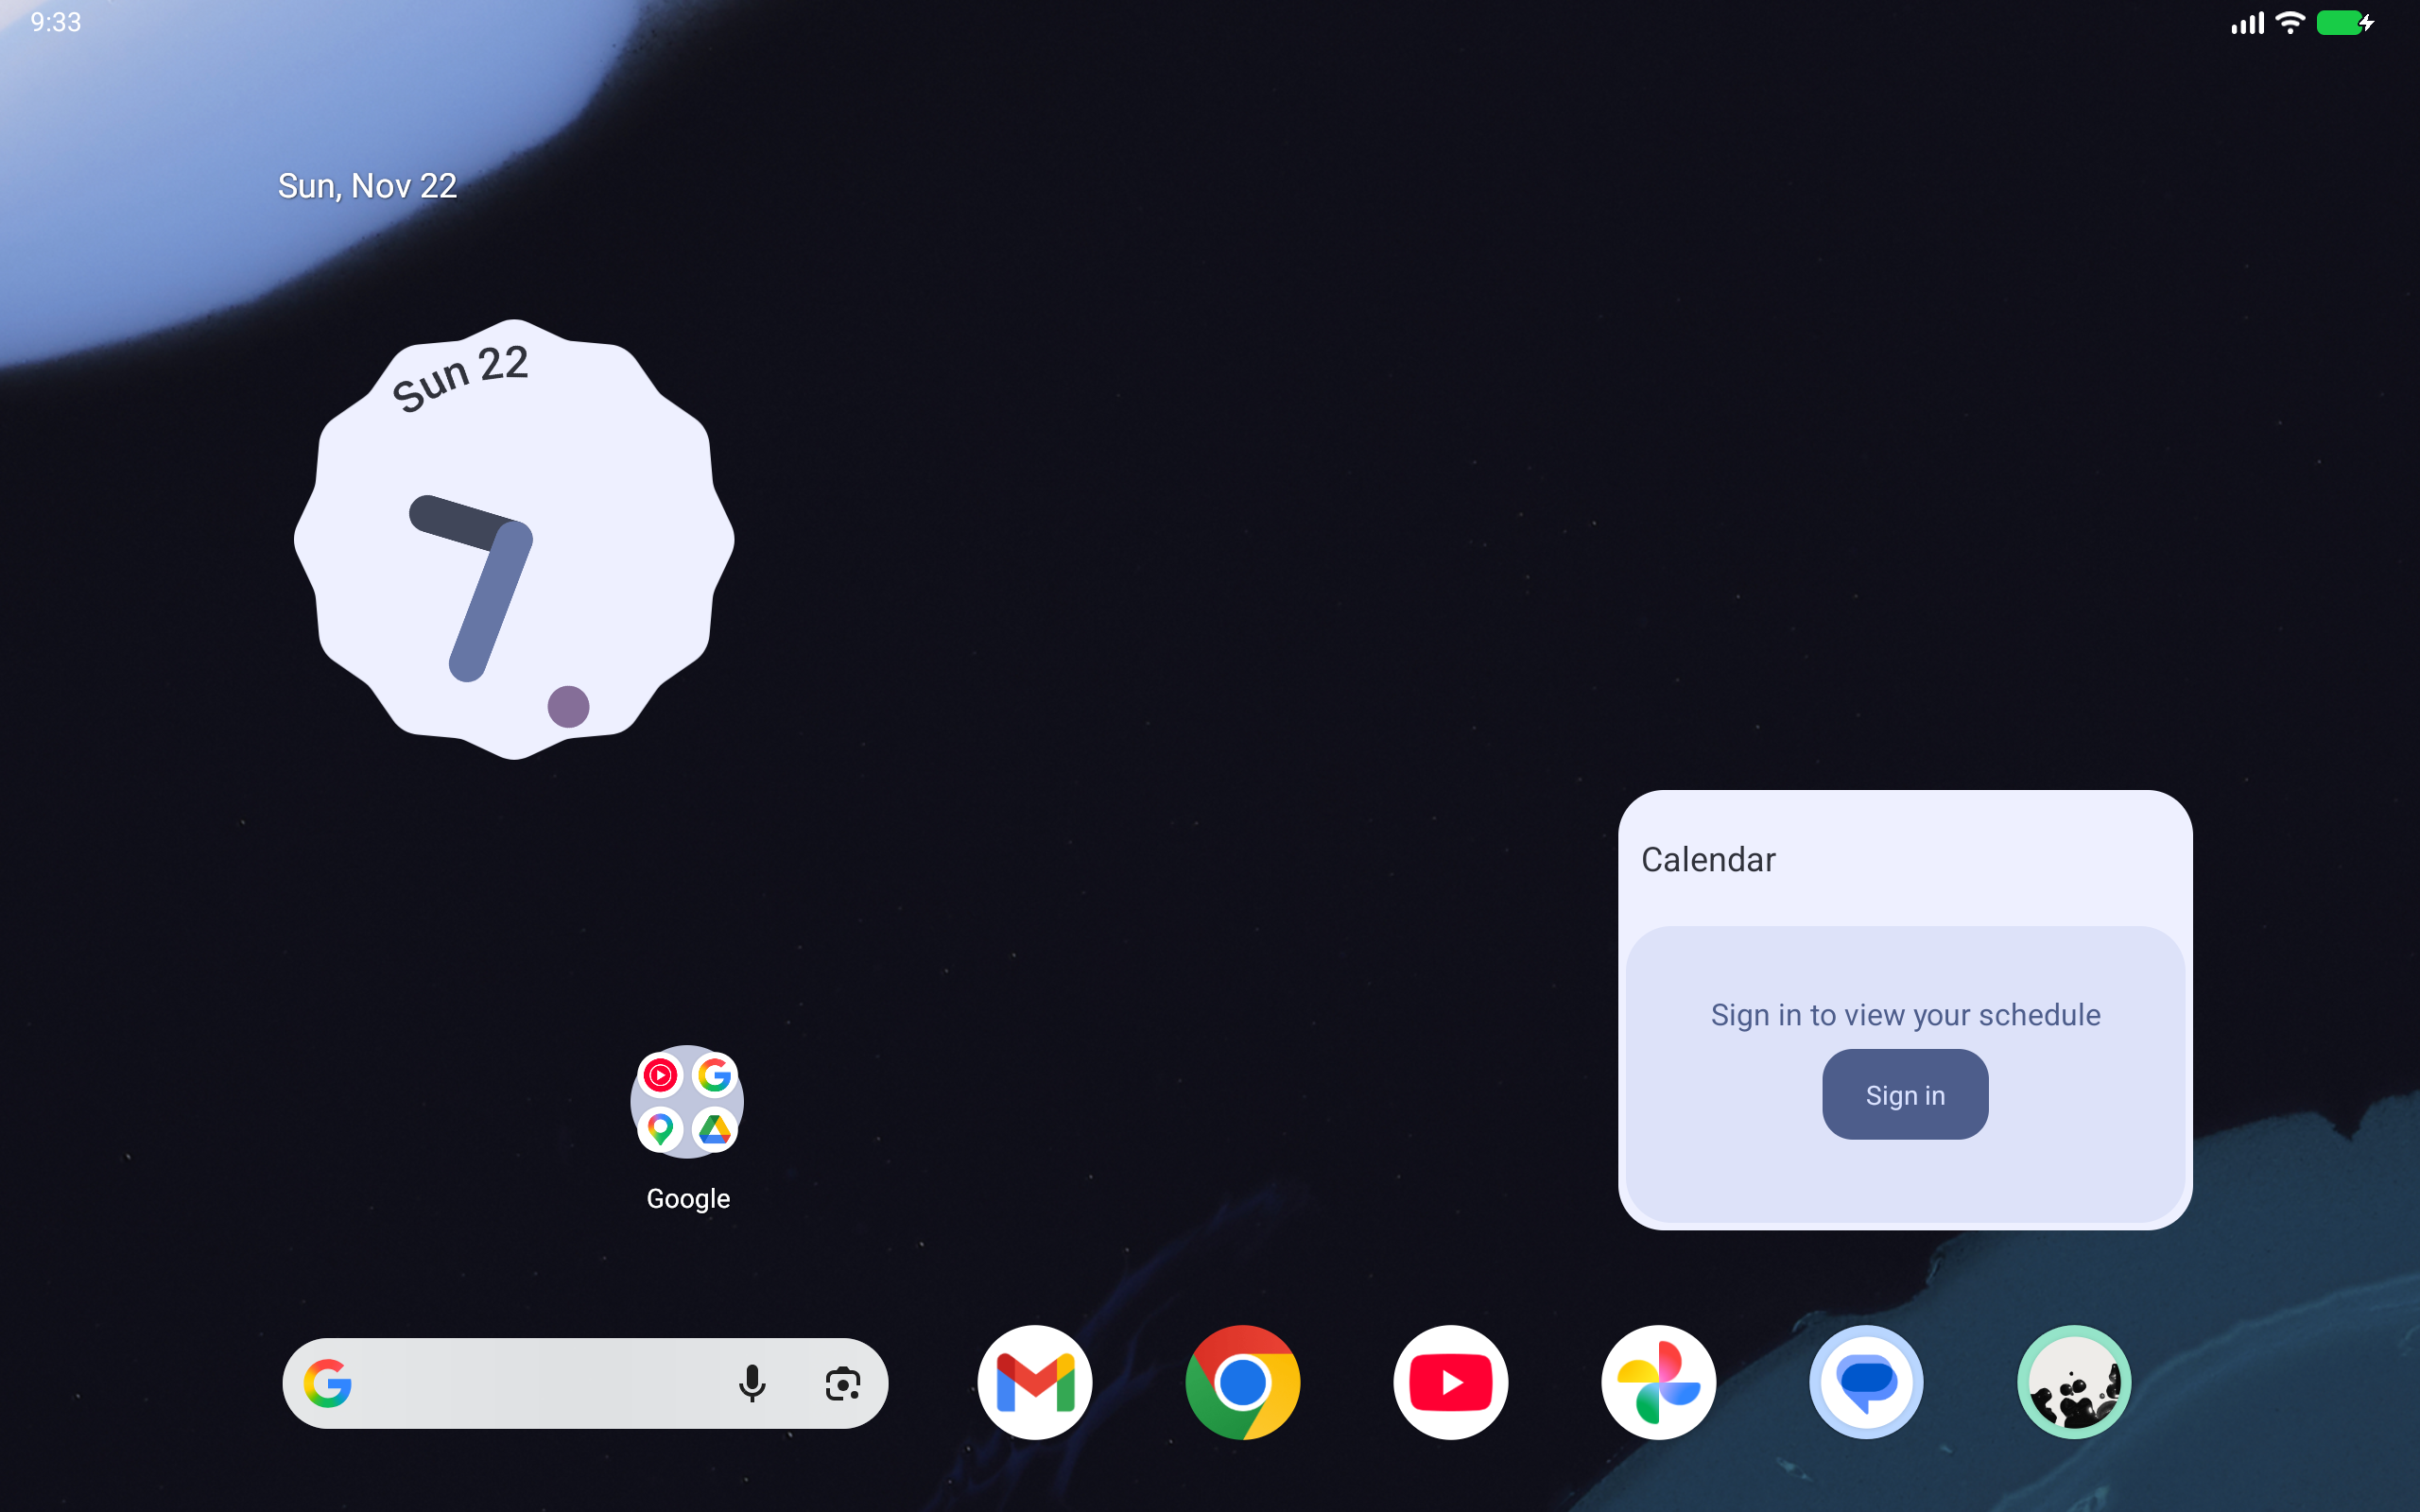 9:33
Sun, Nov 22
Sun 22
Calendar
Sign in to view your schedule
Sign in
Google